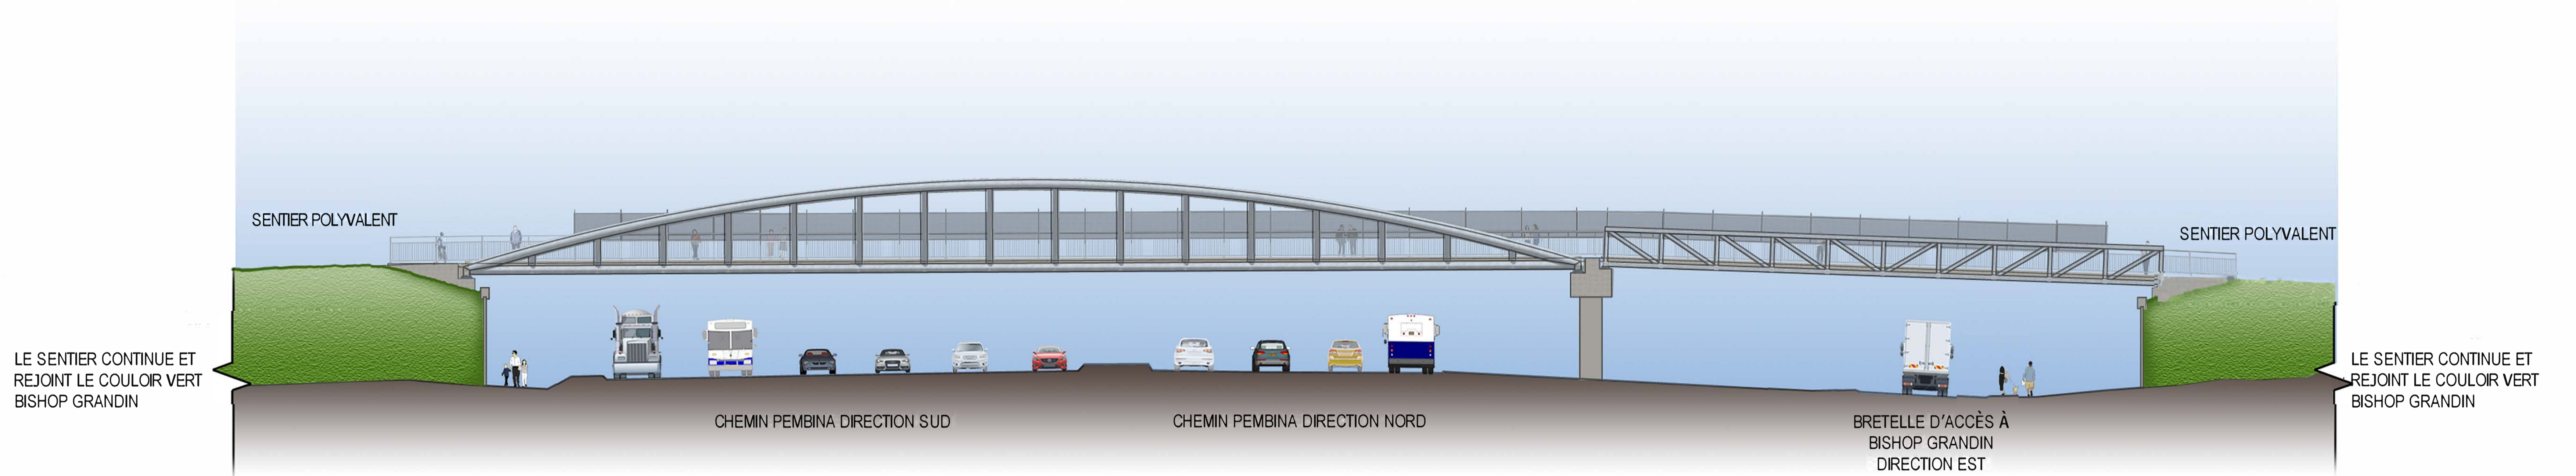 SENTIER POLYVALENT
SENTIER POLYVALENT
LE SENTIER CONTINUE ET
REJOINT LE COULOIR VERT
BISHOP GRANDIN
LE SENTIER CONTINUE ET
REJOINT LE COULOIR VERT
BISHOP GRANDIN
CHEMIN PEMBINA DIRECTION SUD
CHEMIN PEMBINA DIRECTION NORD
BRETELLE D'ACCÈS À
BISHOP GRANDIN
DIRECTION EST